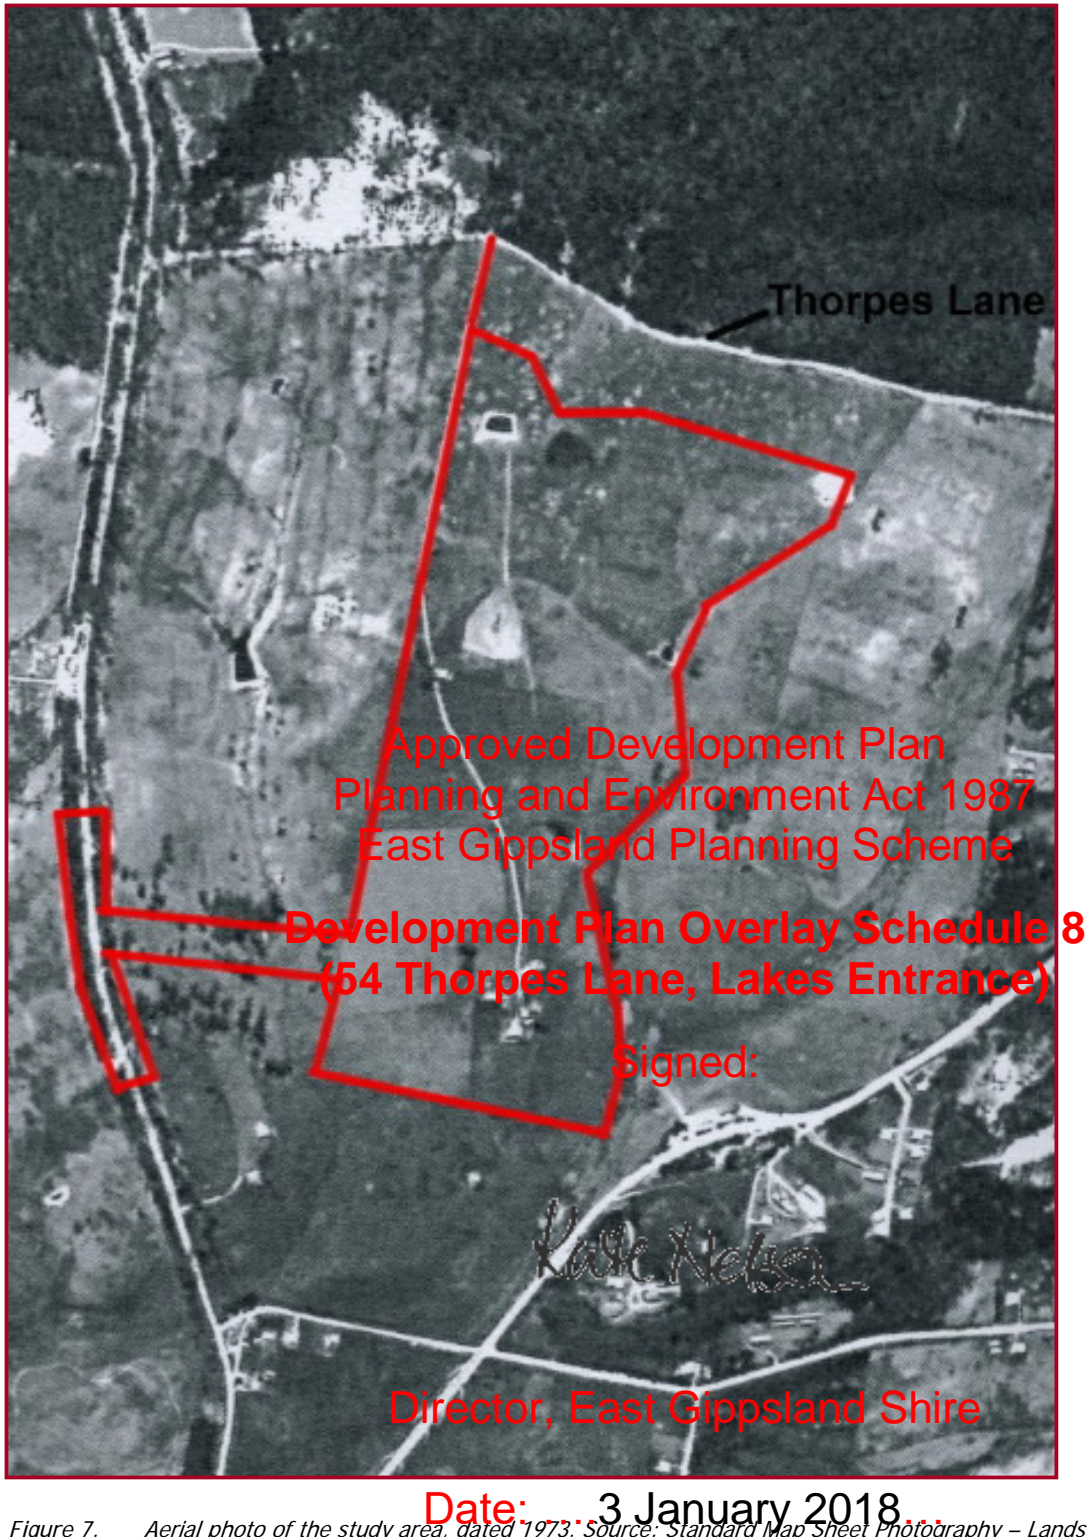 Thorpes Lane
Approved Development Plan
Planning and Environment Act 1987
East Gippsland Planning Scheme
Development Plan Overlay Schedule 8
(54 Thorpes Lane, Lakes Entrance)
Signed:
Kate Nelson
Director, East Gippsland Shire
Date: ....3 January 2018...
Figure 7. Aerial photo of the study area, dated 1973. Source: Standard Map Sheet Photography – Lands